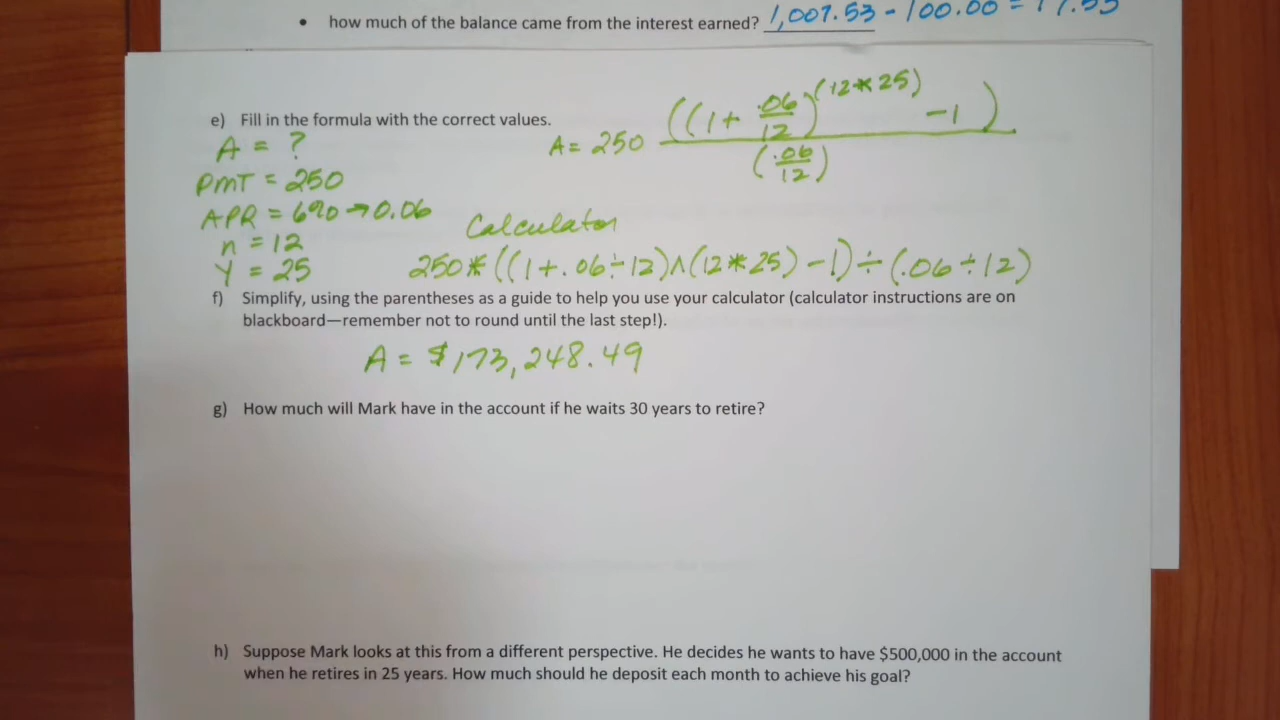 how much of the balance came from the interest earned? 1,007.53 - 100.00 =
e) Fill in the formula with the correct values.
A = ?
A = 250 ((1 + .06/12)^(12*25) - 1) / (.06/12)
PMT = 250
APR = 6% → 0.06
n = 12
Calculator
Y = 25
250 * ((1 + .06 ÷ 12) ^ (12 * 25) - 1) ÷ (.06 ÷ 12)
f) Simplify, using the parentheses as a guide to help you use your calculator (calculator instructions are on
blackboard—remember not to round until the last step!).
A = $173,248.49
g) How much will Mark have in the account if he waits 30 years to retire?
h) Suppose Mark looks at this from a different perspective. He decides he wants to have $500,000 in the account
when he retires in 25 years. How much should he deposit each month to achieve his goal?